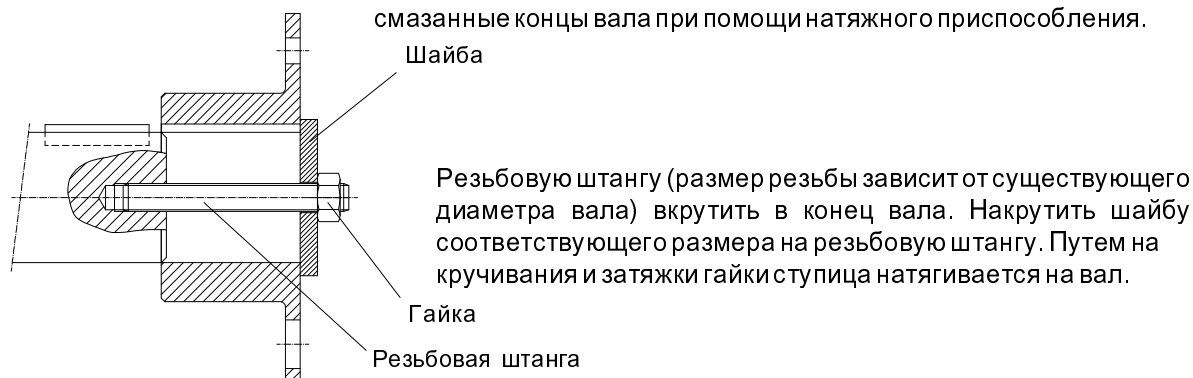 смазанные концы вала при помощи натяжного приспособления.
Шайба
Резьбовую штангу (размер резьбы зависит от существующего
диаметра вала) вкрутить в конец вала. Накрутить шайбу
соответствующего размера на резьбовую штангу. Путем на
кручивания и затяжки гайки ступица натягивается на вал.
Гайка
Резьбовая штанга